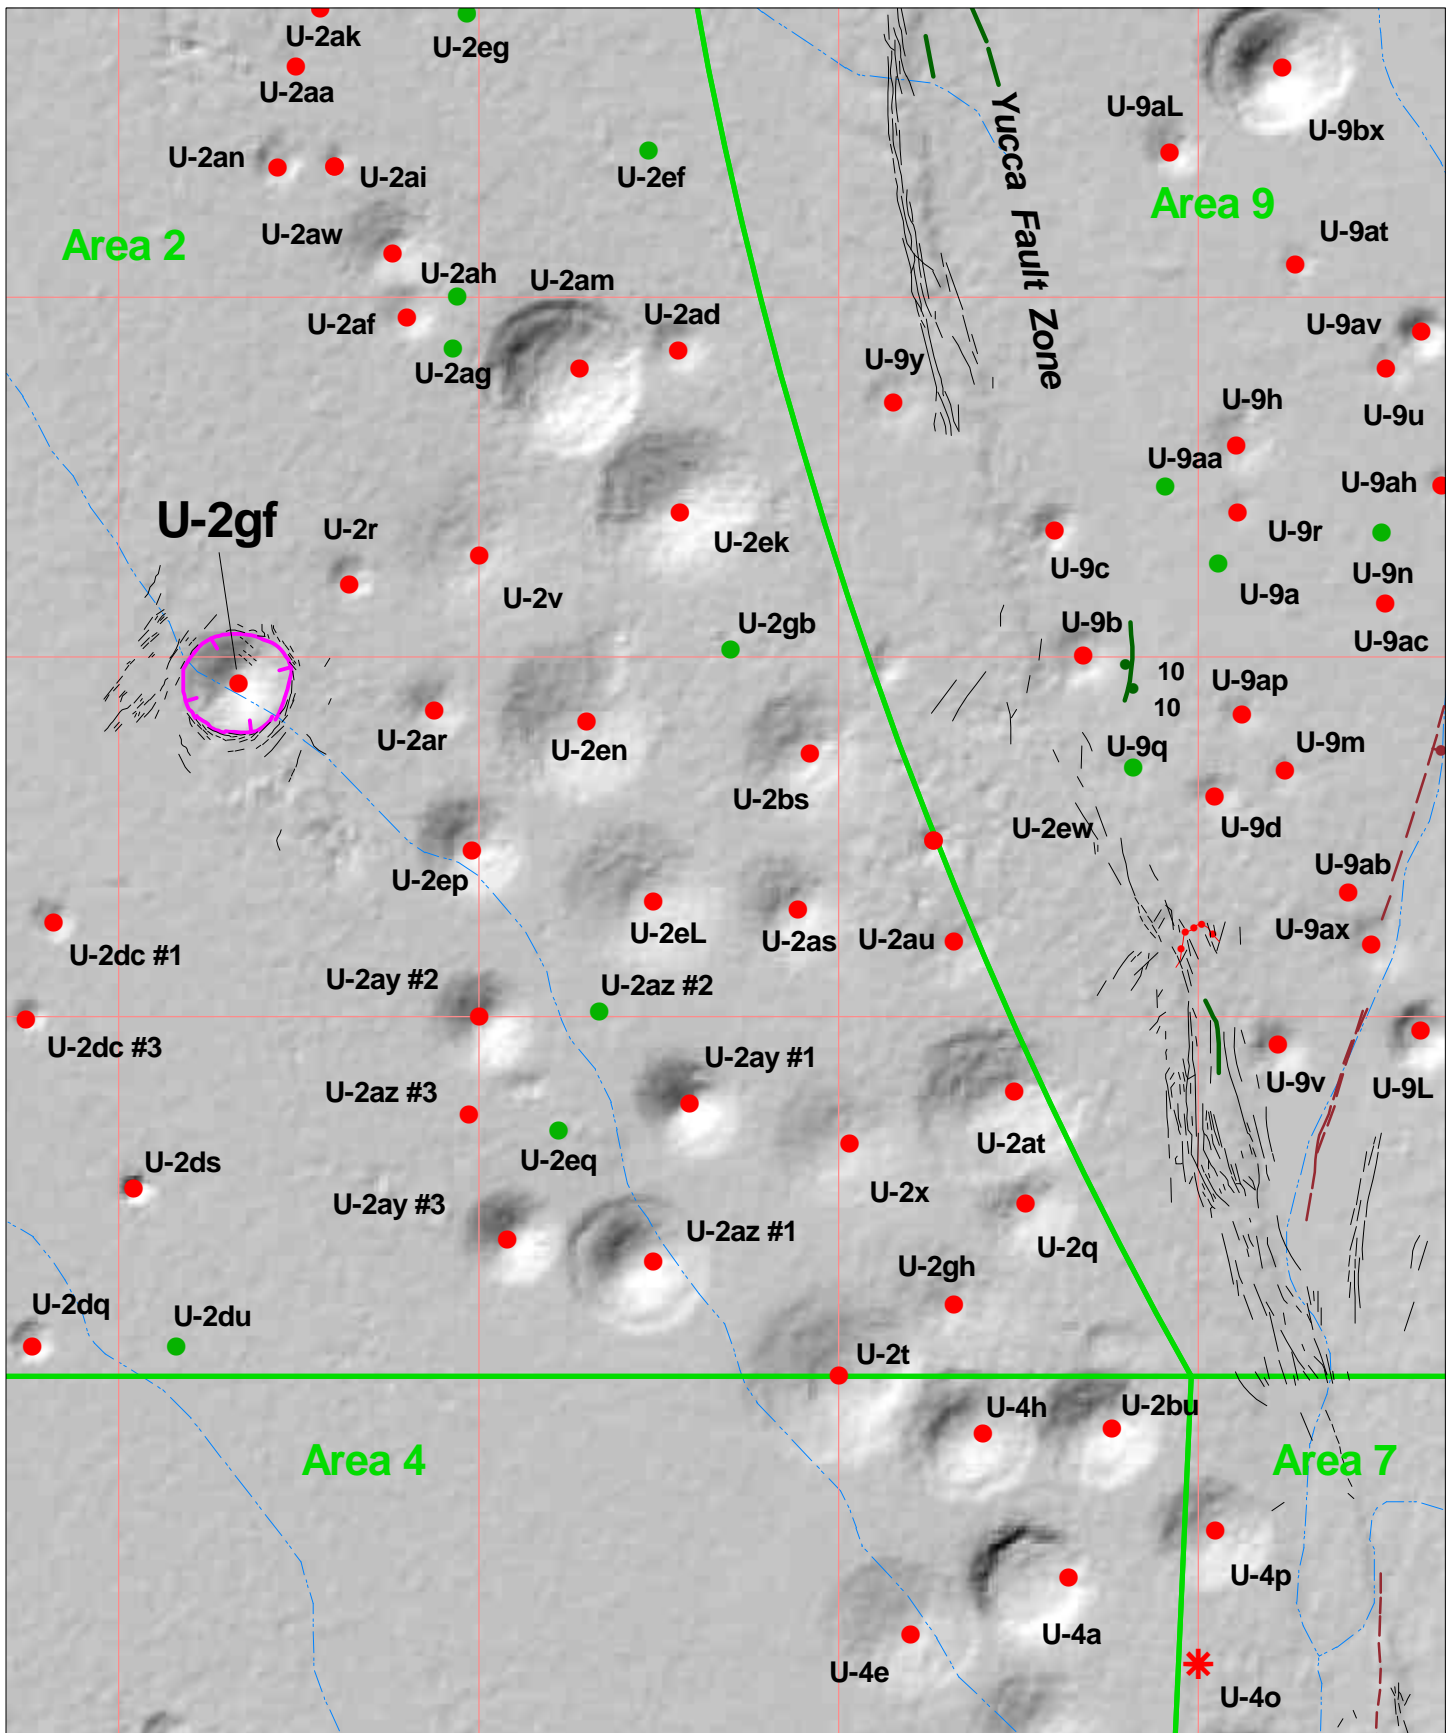 U-2ak
U-2eg
U-2aa
U-9aL
U-9bx
U-2an
U-2ai
U-2ef
Yucca Fault Zone
Area 9
Area 2
U-2aw
U-9at
U-2ah
U-2am
U-2af
U-2ad
U-9av
U-2ag
U-9y
U-9h
U-9u
U-9aa
U-9ah
U-2gf
U-2r
U-2ek
U-9r
U-9c
U-9n
U-2v
U-9a
U-2gb
U-9b
U-9ac
10
10
U-9ap
U-2ar
U-2en
U-9q
U-9m
U-2bs
U-2ew
U-9d
U-2ep
U-9ab
U-2eL
U-2as
U-2au
U-9ax
U-2dc #1
U-2ay #2
U-2az #2
U-2dc #3
U-2ay #1
U-9v
U-9L
U-2az #3
U-2at
U-2ds
U-2eq
U-2x
U-2ay #3
U-2az #1
U-2q
U-2gh
U-2dq
U-2du
U-2t
U-4h
U-2bu
Area 4
Area 7
U-4p
U-4a
U-4e
U-4o